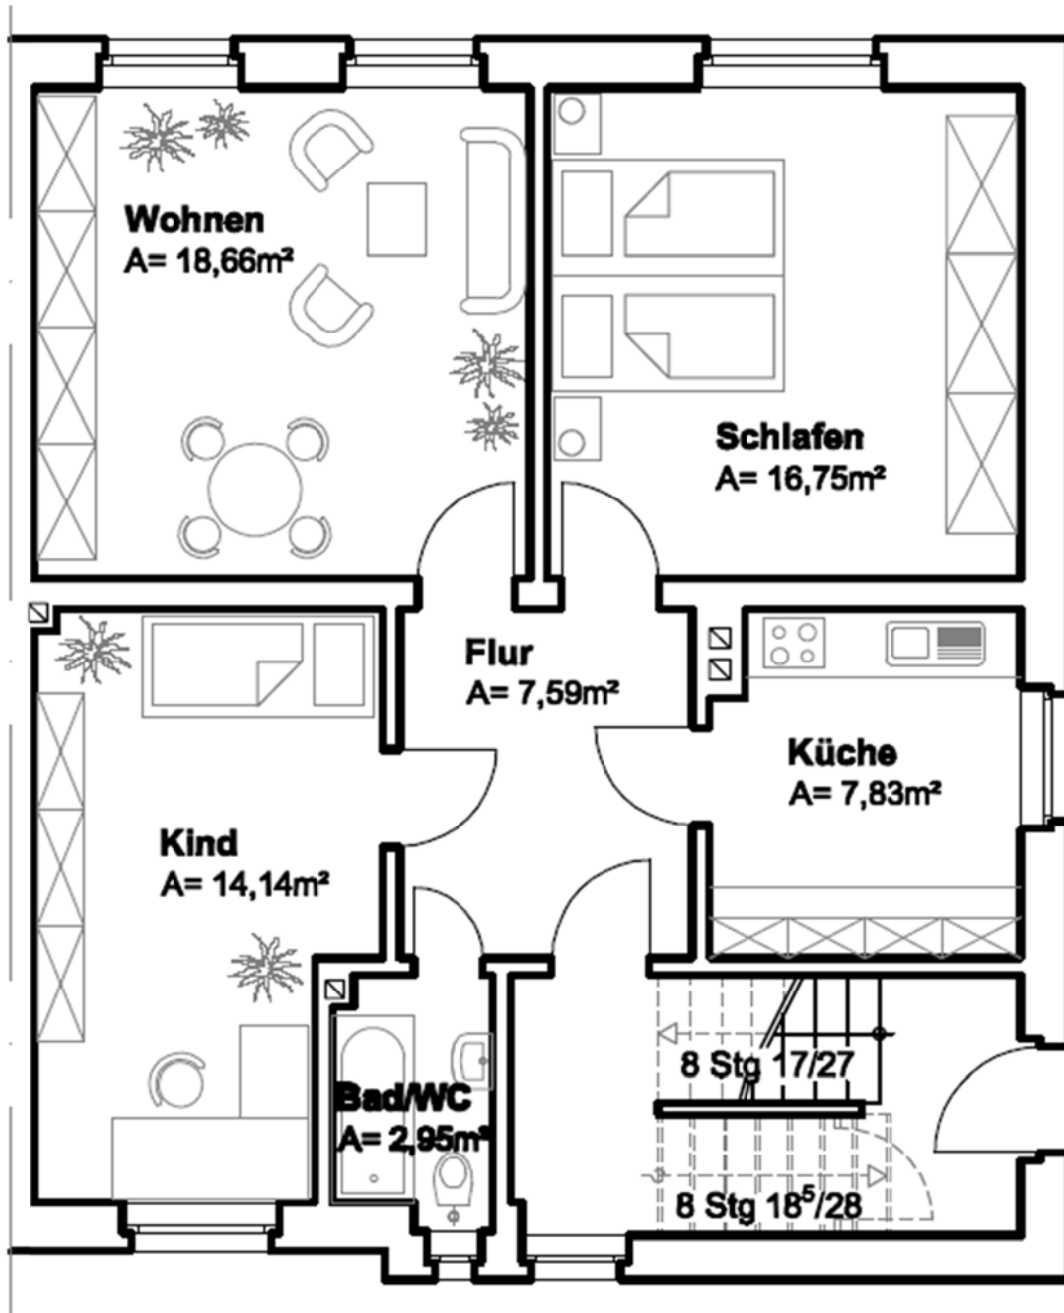 Wohnen
A= 18,66m²
Schlafen
A= 16,75m²
Flur
A= 7,59m²
Küche
A= 7,83m²
Kind
A= 14,14m²
8 Stg 17/27
Bad/WC
A= 2,95m²
8 Stg 18⁵/28